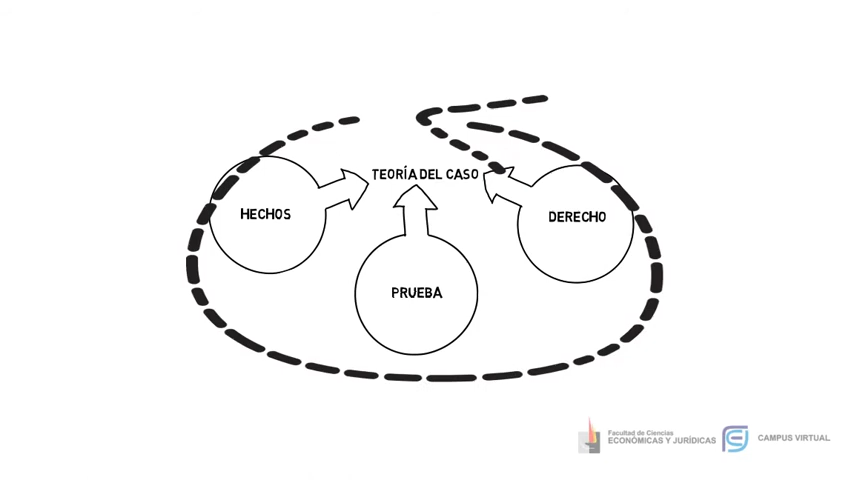 TEORÍA DEL CASO
HECHOS
DERECHO
PRUEBA
Facultad de Ciencias
ECONÓMICAS Y JURÍDICAS
CAMPUS VIRTUAL